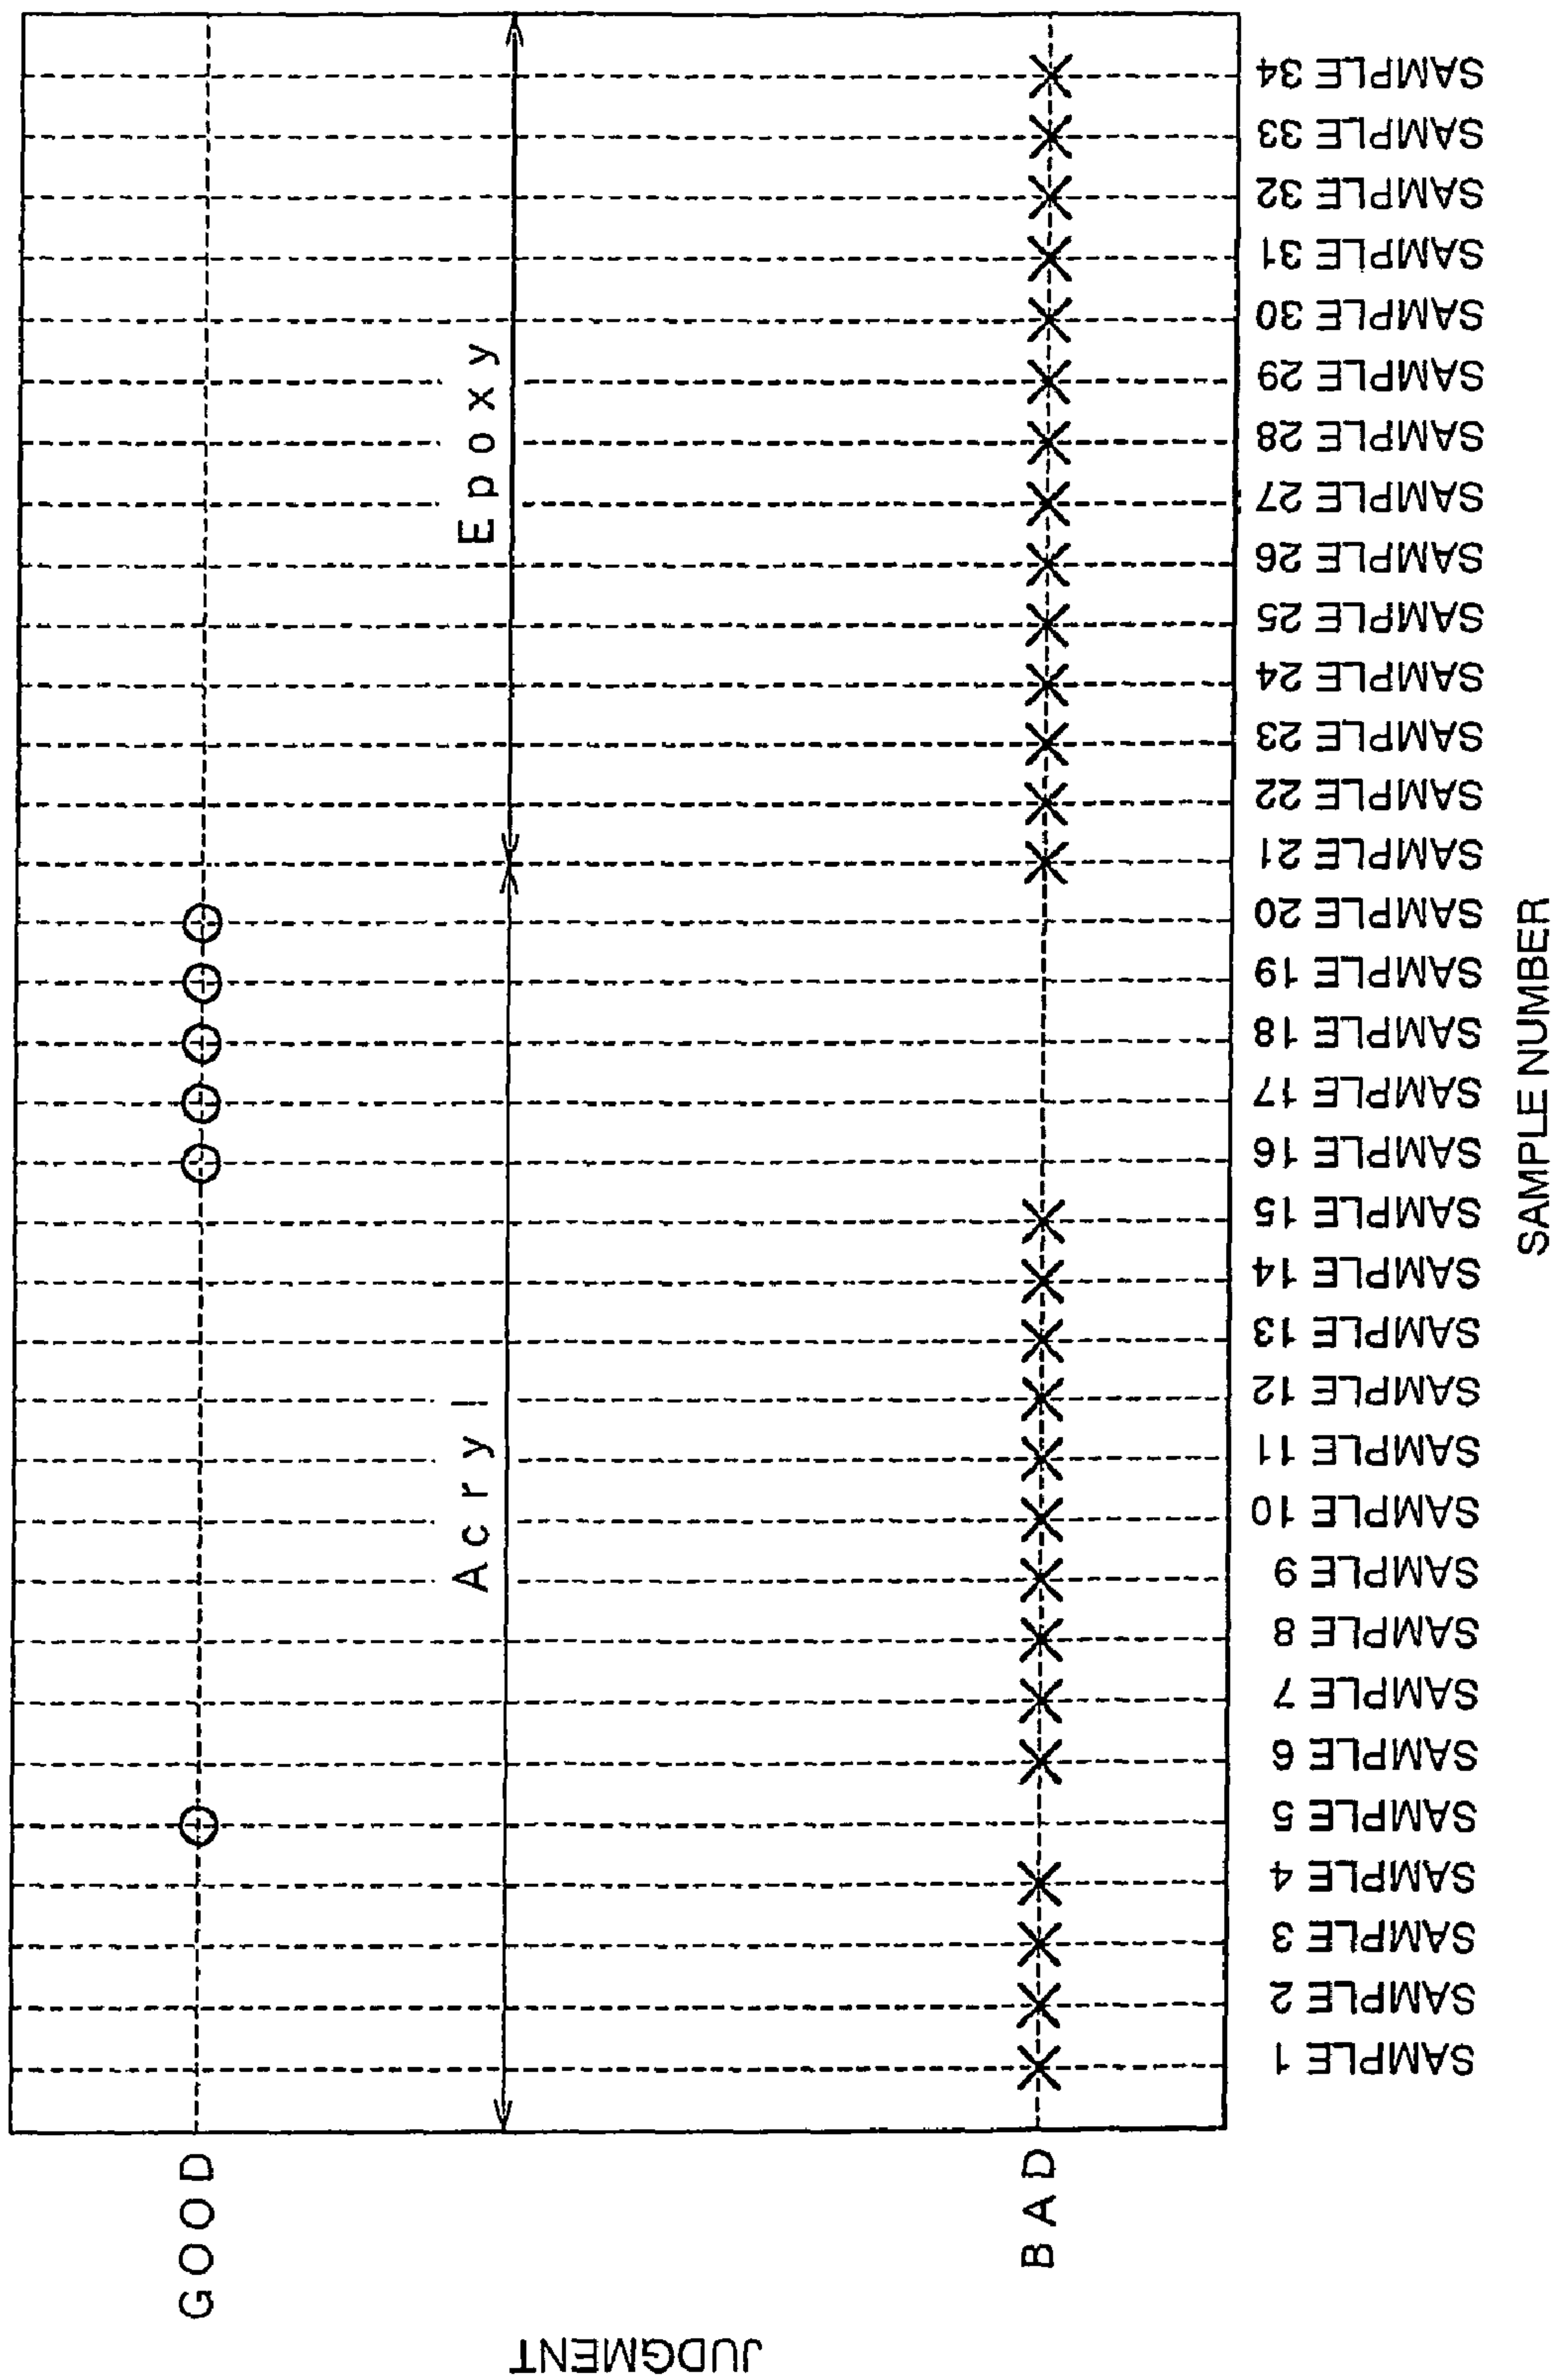 JUDGMENT
GOOD
BAD
Acryl
Epoxy
SAMPLE 1
SAMPLE 2
SAMPLE 3
SAMPLE 4
SAMPLE 5
SAMPLE 6
SAMPLE 7
SAMPLE 8
SAMPLE 9
SAMPLE 10
SAMPLE 11
SAMPLE 12
SAMPLE 13
SAMPLE 14
SAMPLE 15
SAMPLE 16
SAMPLE 17
SAMPLE 18
SAMPLE 19
SAMPLE 20
SAMPLE 21
SAMPLE 22
SAMPLE 23
SAMPLE 24
SAMPLE 25
SAMPLE 26
SAMPLE 27
SAMPLE 28
SAMPLE 29
SAMPLE 30
SAMPLE 31
SAMPLE 32
SAMPLE 33
SAMPLE 34
SAMPLE NUMBER